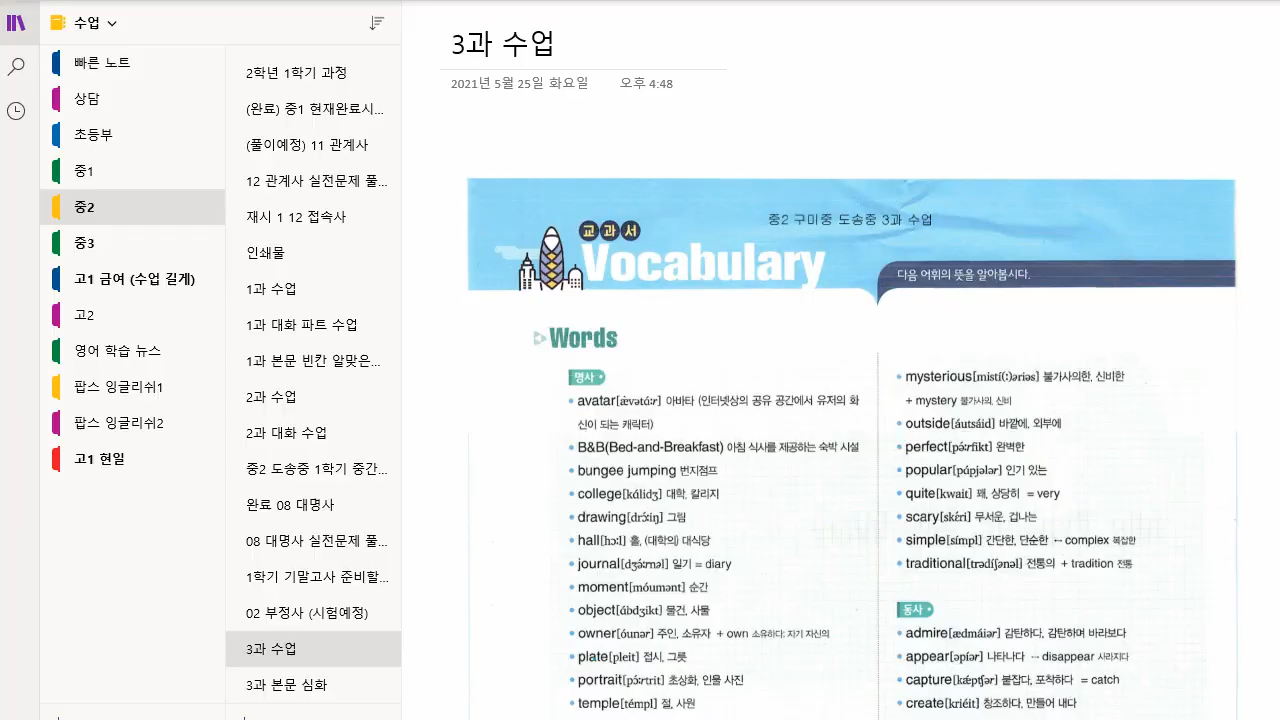 수업
빠른 노트
상담
초등부
중1
중2
중3
고1 금여 (수업 길게)
고2
영어 학습 뉴스
팝스 잉글리쉬1
팝스 잉글리쉬2
고1 현일
2학년 1학기 과정
(완료) 중1 현재완료시...
(풀이예정) 11 관계사
12 관계사 실전문제 풀...
재시 1 12 접속사
인쇄물
1과 수업
1과 대화 파트 수업
1과 본문 빈칸 알맞은...
2과 수업
2과 대화 수업
중2 도송중 1학기 중간...
완료 08 대명사
08 대명사 실전문제 풀...
1학기 기말고사 준비할...
02 부정사 (시험예정)
3과 수업
3과 본문 심화
3과 수업
2021년 5월 25일 화요일 오후 4:48
중2 구미중 도송중 3과 수업
교과서
Vocabulary
다음 어휘의 뜻을 알아봅시다.
Words
명사
avatar[ǽvətάːr] 아바타 (인터넷상의 공유 공간에서 유저의 화
신이 되는 캐릭터)
B&B(Bed-and-Breakfast) 아침 식사를 제공하는 숙박 시설
bungee jumping 번지점프
college[kάlidʒ] 대학, 칼리지
drawing[drɔ́ːiŋ] 그림
hall[hɔːl] 홀, (대학의) 대식당
journal[dʒə́ːrnəl] 일기 = diary
moment[móumənt] 순간
object[άbdʒikt] 물건, 사물
owner[óunər] 주인, 소유자 + own 소유하다; 자기 자신의
plate[pleit] 접시, 그릇
portrait[pɔ́ːrtrit] 초상화, 인물 사진
temple[témpl] 절, 사원
mysterious[mistí(ː)əriəs] 불가사의한, 신비한
+ mystery 불가사의, 신비
outside[áutsáid] 바깥에, 외부에
perfect[pə́ːrfikt] 완벽한
popular[pάpjələr] 인기 있는
quite[kwait] 꽤, 상당히 = very
scary[skɛ́ri] 무서운, 겁나는
simple[símpl] 간단한, 단순한 ↔ complex 복잡한
traditional[trədíʃənəl] 전통의 + tradition 전통
동사
admire[ædmáiər] 감탄하다, 감탄하며 바라보다
appear[əpíər] 나타나다 ↔ disappear 사라지다
capture[kǽptʃər] 붙잡다, 포착하다 = catch
create[kriéit] 창조하다, 만들어 내다